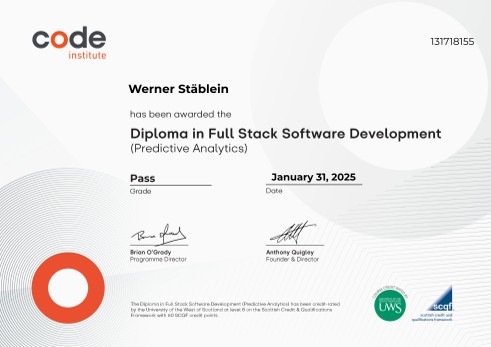 code
institute
131718155
Werner Stäblein
has been awarded the
Diploma in Full Stack Software Development
(Predictive Analytics)
Pass
January 31, 2025
Grade
Date
Brian O'Grady
Anthony Quigley
Programme Director
Founder & Director
The Diploma in Full Stack Software Development (Predictive Analytics) has been credit-rated
by the University of the West of Scotland at level 8 on the Scottish Credit & Qualifications
Framework with 60 SCQF credit points.
UWS
scqf
scottish credit and
qualifications framework